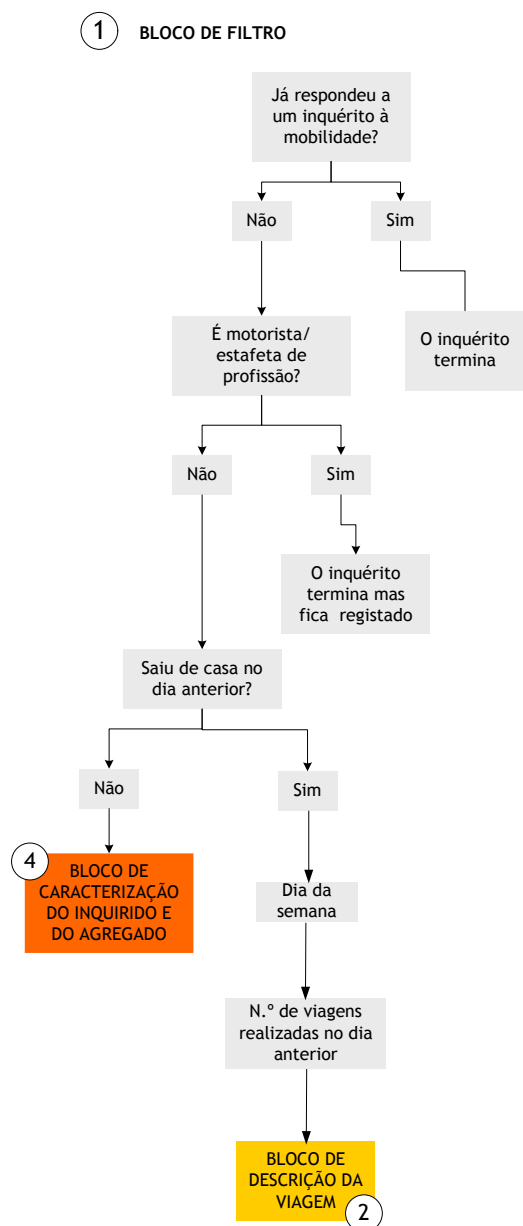 1
BLOCO DE FILTRO
Já respondeu a
um inquérito à
mobilidade?
Não
Sim
É motorista/
estafeta de
profissão?
O inquérito
termina
Não
Sim
O inquérito
termina mas
fica registado
Saiu de casa no
dia anterior?
Não
Sim
4
BLOCO DE
CARACTERIZAÇÃO
DO INQUIRIDO E
DO AGREGADO
Dia da
semana
N.º de viagens
realizadas no dia
anterior
BLOCO DE
DESCRIÇÃO DA
VIAGEM
2